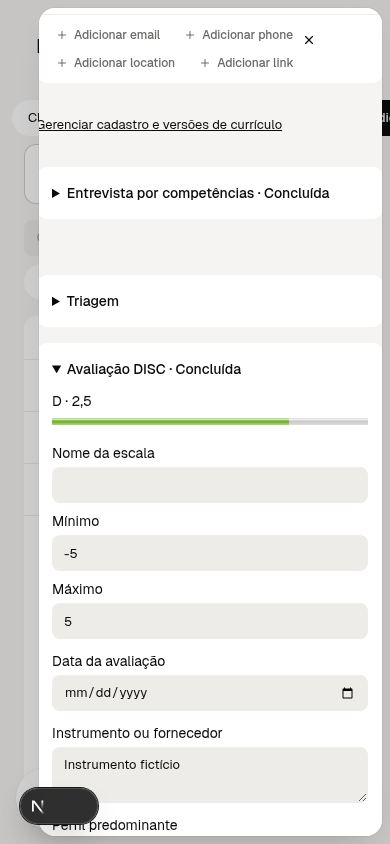 + Adicionar email + Adicionar phone ×
+ Adicionar location + Adicionar link
Gerenciar cadastro e versões de currículo
▶ Entrevista por competências · Concluída
▶ Triagem
▼ Avaliação DISC · Concluída
D · 2,5
Nome da escala
Mínimo
-5
Máximo
5
Data da avaliação
mm/dd/yyyy
Instrumento ou fornecedor
Instrumento fictício
N
Perfil predominante